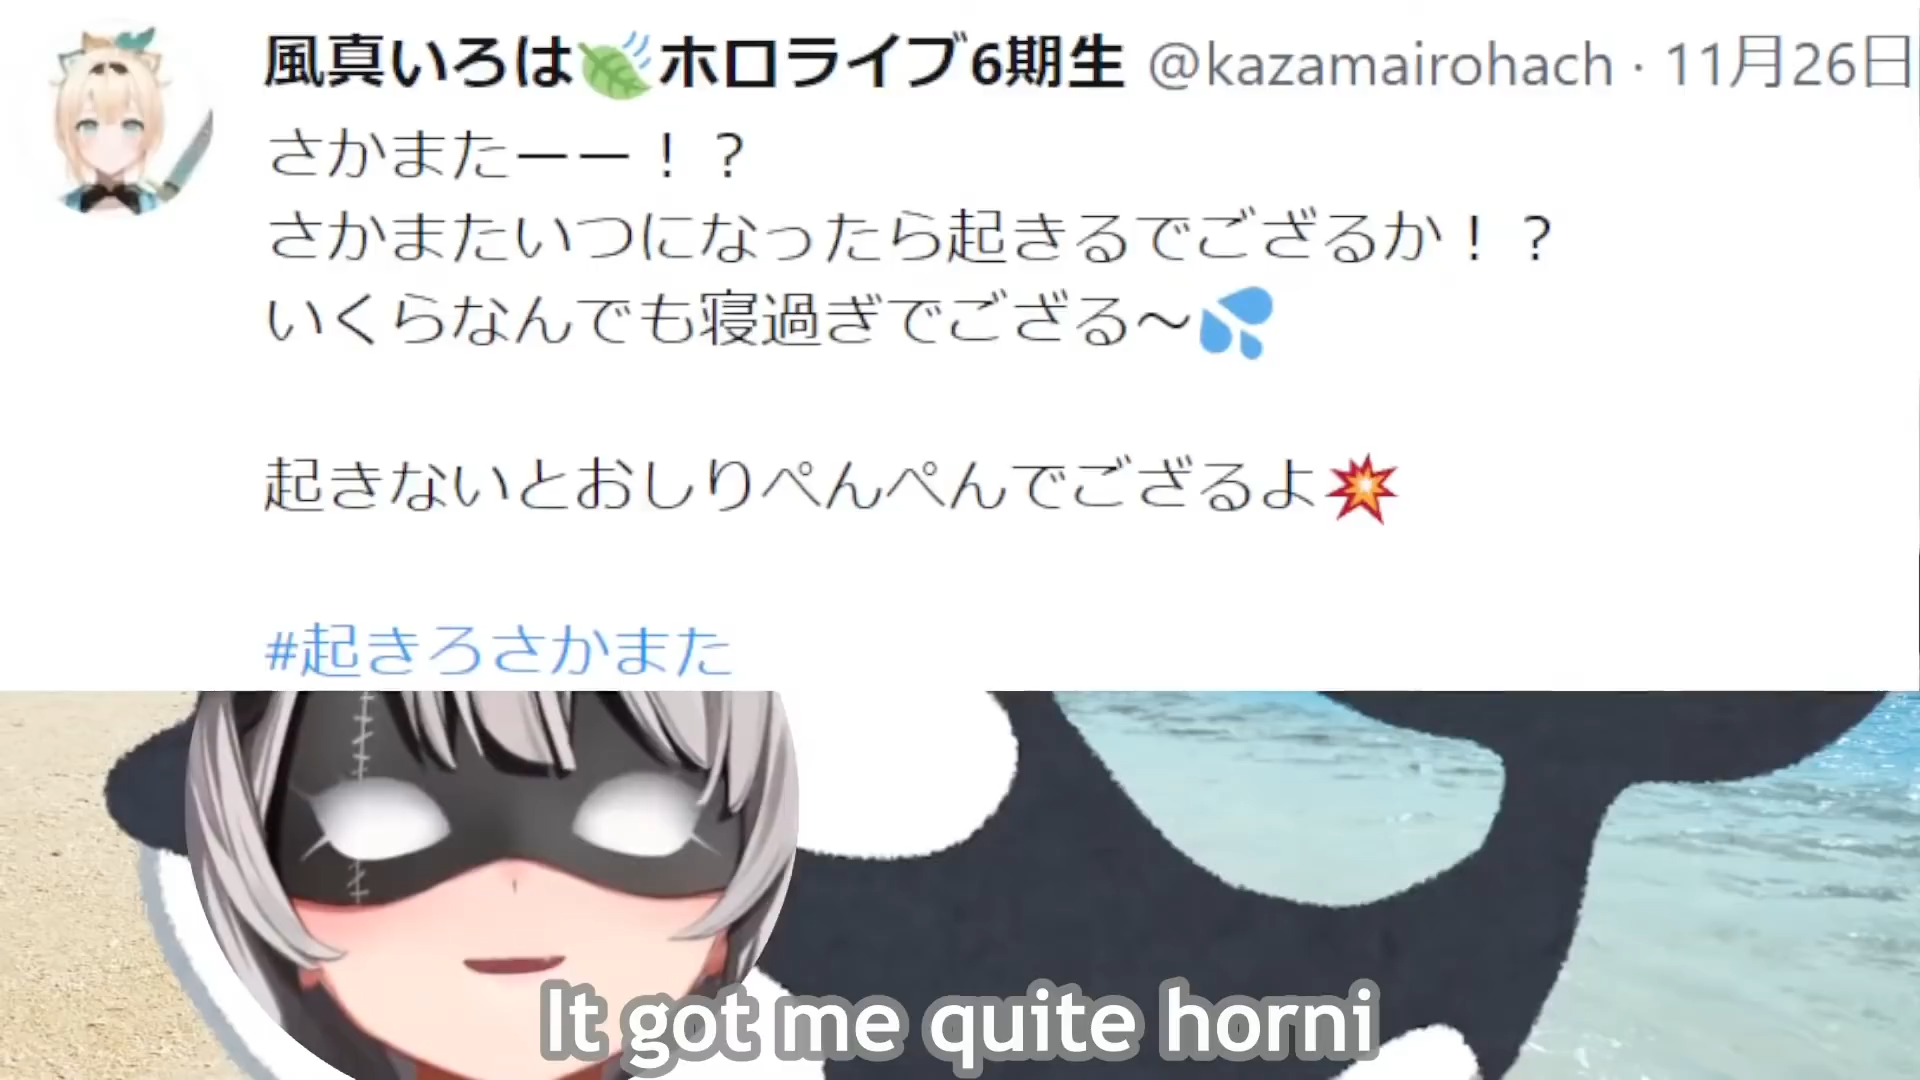 風真いろは🍃ホロライブ6期生 @kazamairohach · 11月26日
さかまたーー！？
さかまたいつになったら起きるでござるか！？
いくらなんでも寝過ぎでござる～💦
起きないとおしりぺんぺんでござるよ💥
#起きろさかまた
It got me quite horni